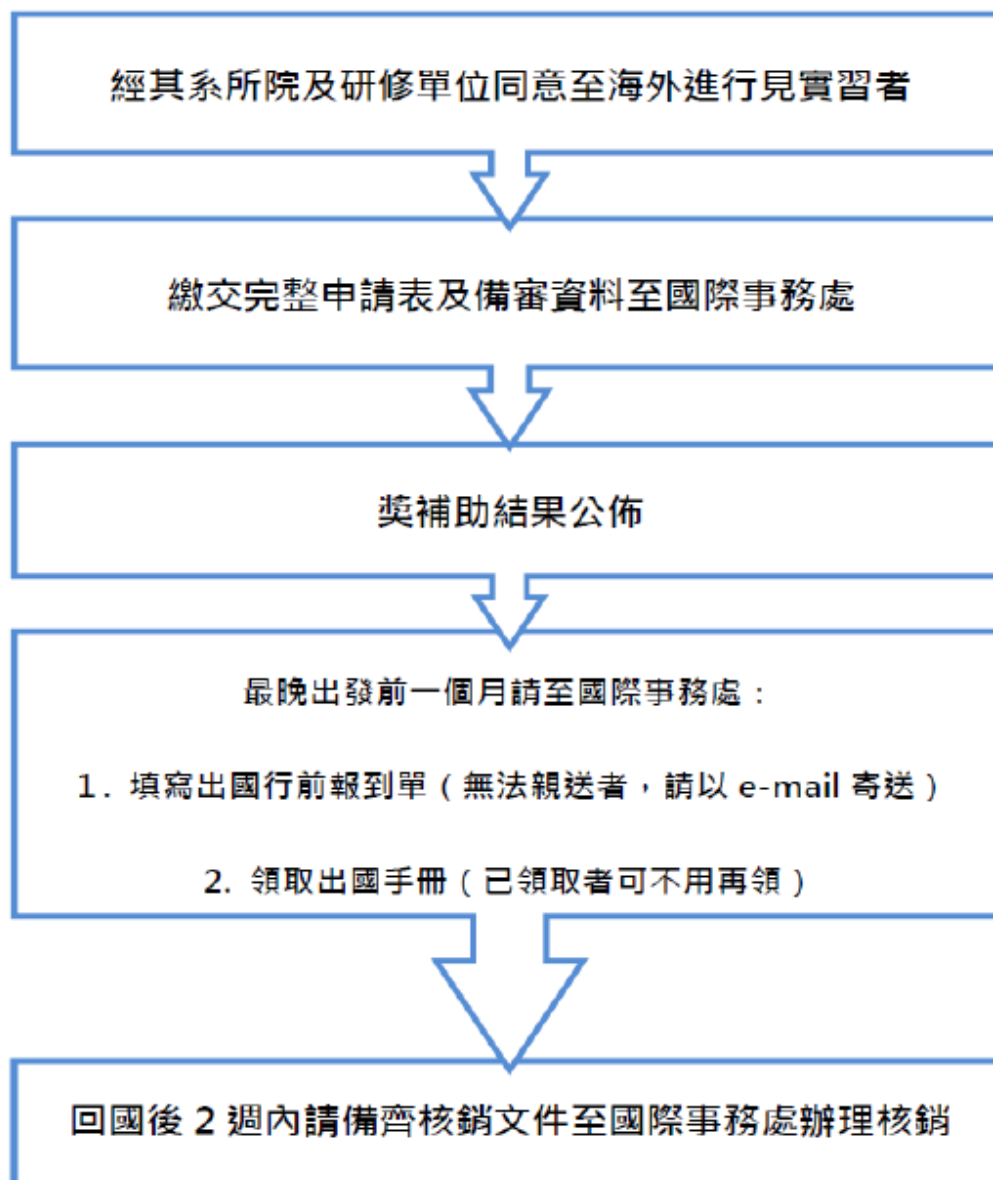 經其系所院及研修單位同意至海外進行見實習者
繳交完整申請表及備審資料至國際事務處
獎補助結果公佈
最晚出發前一個月請至國際事務處：
1. 填寫出國行前報到單（無法親送者，請以 e-mail 寄送）
2. 領取出國手冊（已領取者可不用再領）
回國後 2 週內請備齊核銷文件至國際事務處辦理核銷